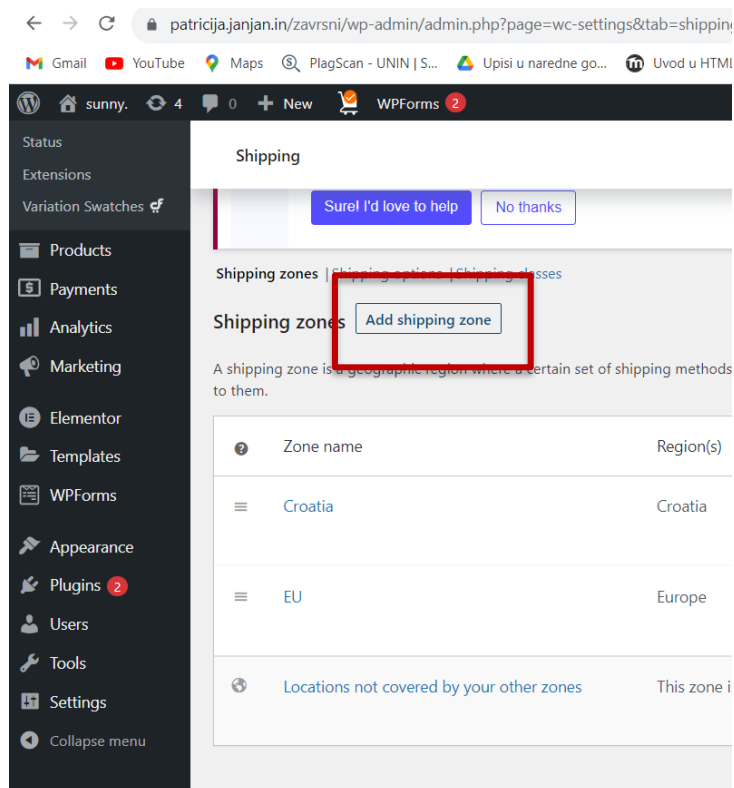 patricija.janjan.in/zavrsni/wp-admin/admin.php?page=wc-settings&tab=shipping
Gmail YouTube Maps PlagScan - UNIN | S... Upisi u naredne go... Uvod u HTML
sunny. 4 0 New WPForms 2
Status
Extensions
Variation Swatches
Products
Payments
Analytics
Marketing
Elementor
Templates
WPForms
Appearance
Plugins 2
Users
Tools
Settings
Collapse menu
Shipping
Sure! I'd love to help No thanks
Shipping zones | Shipping options | Shipping classes
Shipping zones Add shipping zone
A shipping zone is a geographic region where a certain set of shipping methods
to them.
Zone name Region(s)
Croatia Croatia
EU Europe
Locations not covered by your other zones This zone i